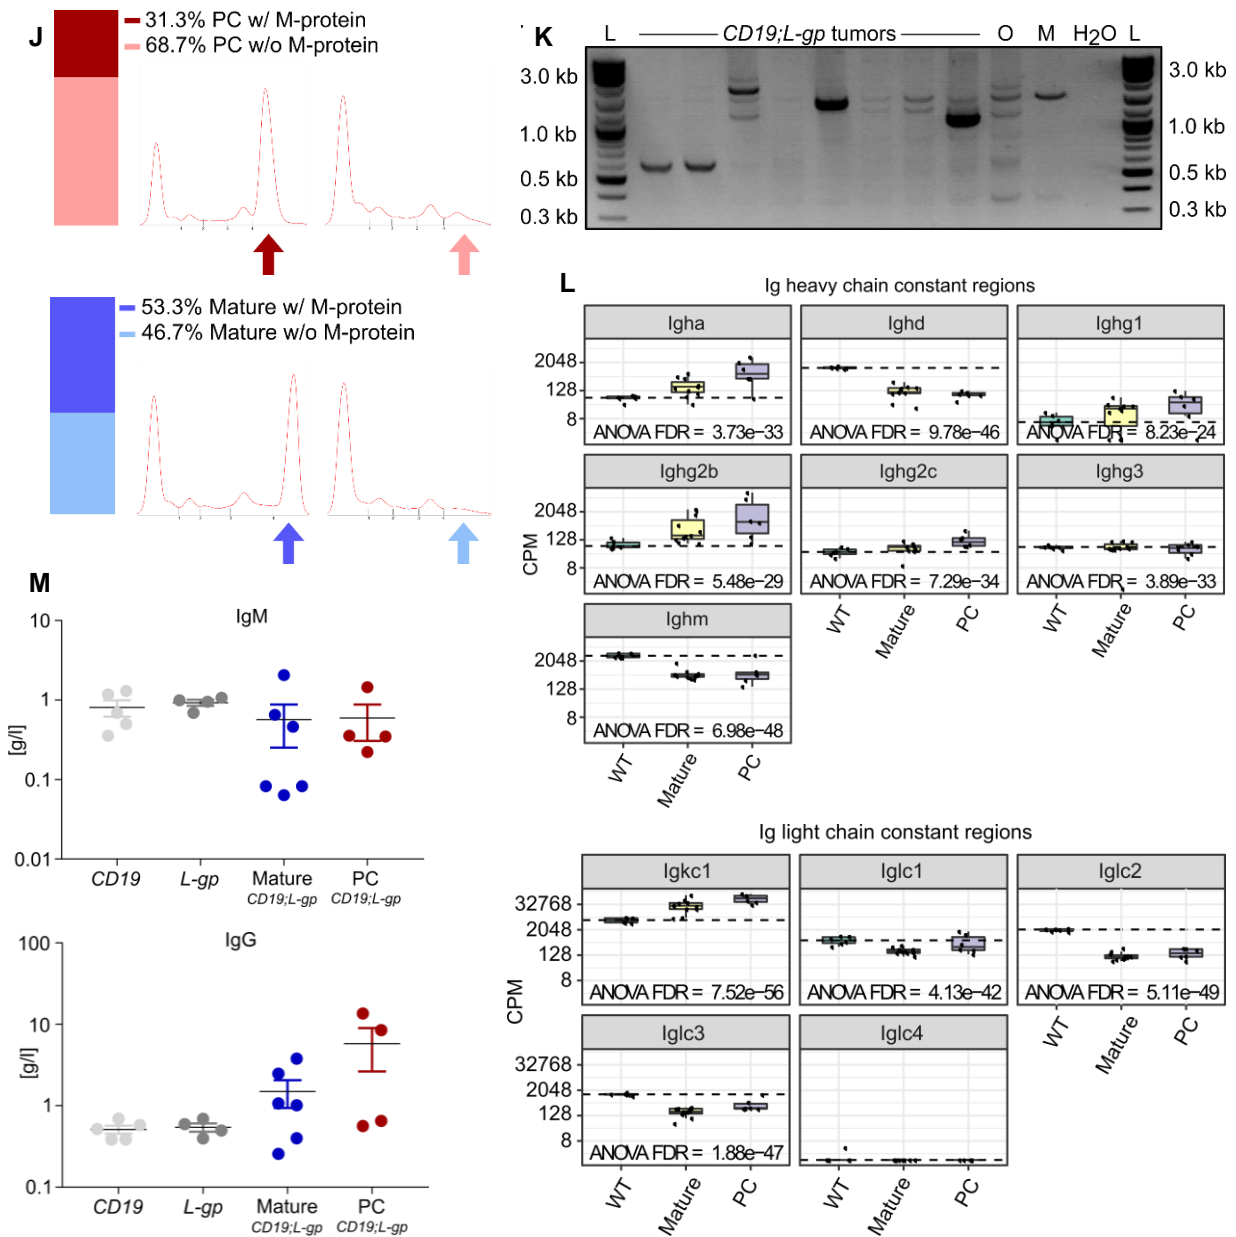 J
31.3% PC w/ M-protein
68.7% PC w/o M-protein
53.3% Mature w/ M-protein
46.7% Mature w/o M-protein
K
L CD19;L-gp tumors O M H2O L
3.0 kb
1.0 kb
0.5 kb
0.3 kb
3.0 kb
1.0 kb
0.5 kb
0.3 kb
L
Ig heavy chain constant regions
Igha Ighd Ighg1
2048
128
8
ANOVA FDR = 3.73e−33
ANOVA FDR = 9.78e−46
ANOVA FDR = 8.23e−24
Ighg2b Ighg2c Ighg3
2048
128
8
CPM
ANOVA FDR = 5.48e−29
ANOVA FDR = 7.29e−34
ANOVA FDR = 3.89e−33
WT Mature PC
WT Mature PC
Ighm
2048
128
8
ANOVA FDR = 6.98e−48
WT Mature PC
Ig light chain constant regions
Igkc1 Iglc1 Iglc2
32768
2048
128
8
CPM
ANOVA FDR = 7.52e−56
ANOVA FDR = 4.13e−42
ANOVA FDR = 5.11e−49
WT Mature PC
Iglc3 Iglc4
32768
2048
128
8
ANOVA FDR = 1.88e−47
WT Mature PC
WT Mature PC
M
IgM
10
1
0.1
0.01
[g/l]
CD19 L-gp Mature PC
CD19;L-gp CD19;L-gp
IgG
100
10
1
0.1
[g/l]
CD19 L-gp Mature PC
CD19;L-gp CD19;L-gp